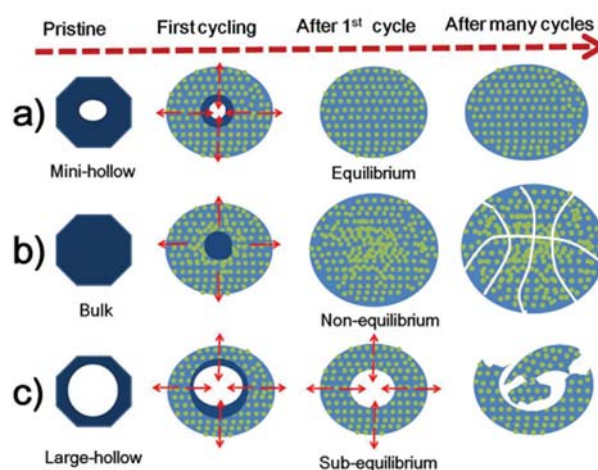 Pristine First cycling After 1st cycle After many cycles
a)
Mini-hollow Equilibrium
b)
Bulk Non-equilibrium
c)
Large-hollow Sub-equilibrium